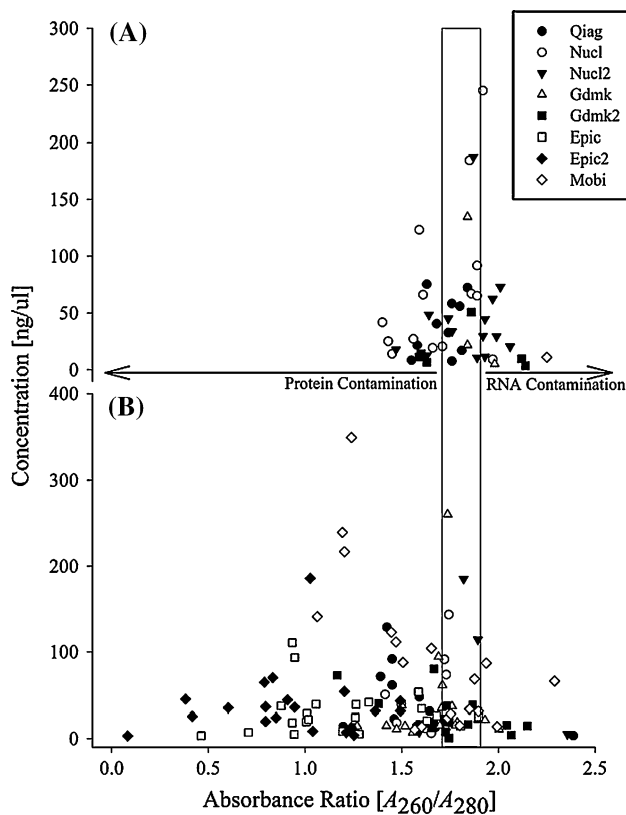 (A)
300
250
200
150
100
50
0
Qiag
Nucl
Nucl2
Gdmk
Gdmk2
Epic
Epic2
Mobi
Concentration [ng/ul]
Protein Contamination
RNA Contamination
(B)
400
300
200
100
0
0.0 0.5 1.0 1.5 2.0 2.5
Absorbance Ratio [A260/A280]